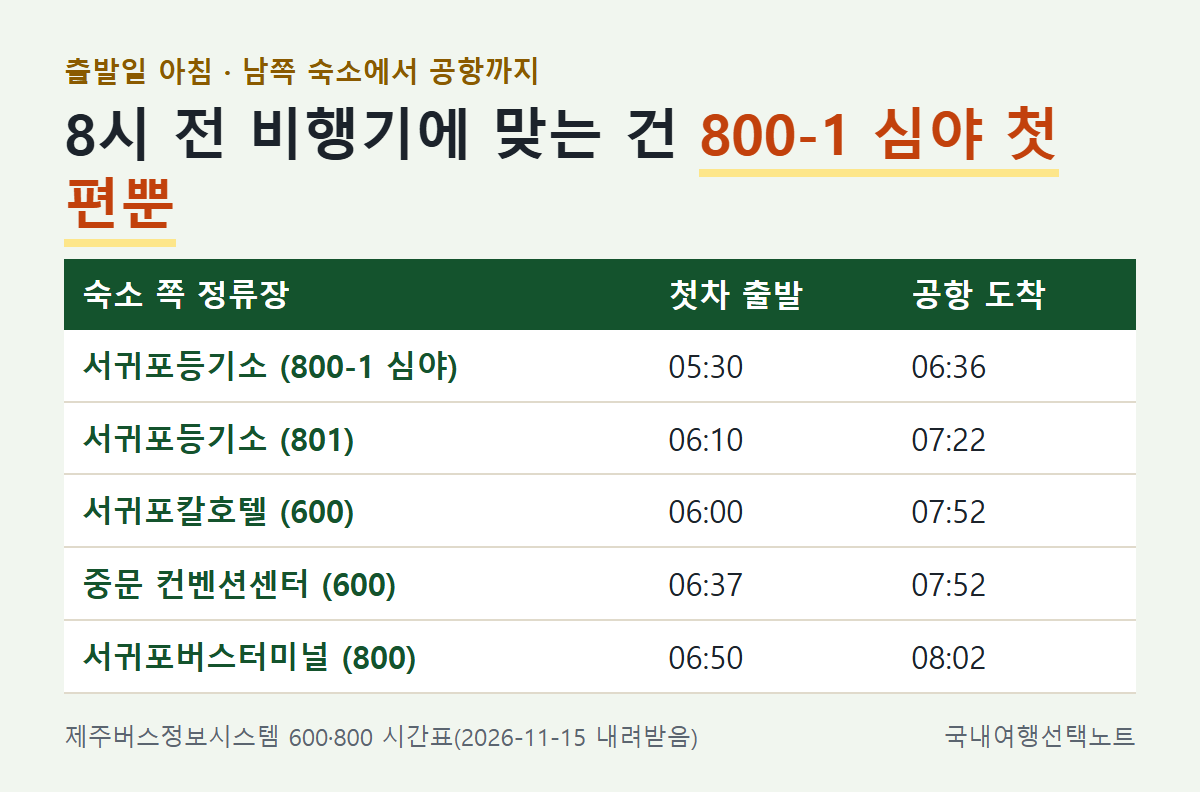 출발일 아침 · 남쪽 숙소에서 공항까지
8시 전 비행기에 맞는 건 800-1 심야 첫
편뿐
숙소 쪽 정류장 첫차 출발 공항 도착
서귀포등기소 (800-1 심야) 05:30 06:36
서귀포등기소 (801) 06:10 07:22
서귀포칼호텔 (600) 06:00 07:52
중문 컨벤션센터 (600) 06:37 07:52
서귀포버스터미널 (800) 06:50 08:02
제주버스정보시스템 600·800 시간표(2026-11-15 내려받음) 국내여행선택노트